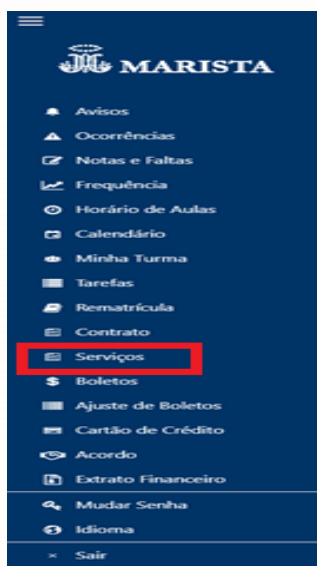 MARISTA
Avisos
Ocorrências
Notas e Faltas
Frequência
Horário de Aulas
Calendário
Minha Turma
Tarefas
Rematrícula
Contrato
Serviços
Boletos
Ajuste de Boletos
Cartão de Crédito
Acordo
Extrato Financeiro
Mudar Senha
Idioma
Sair